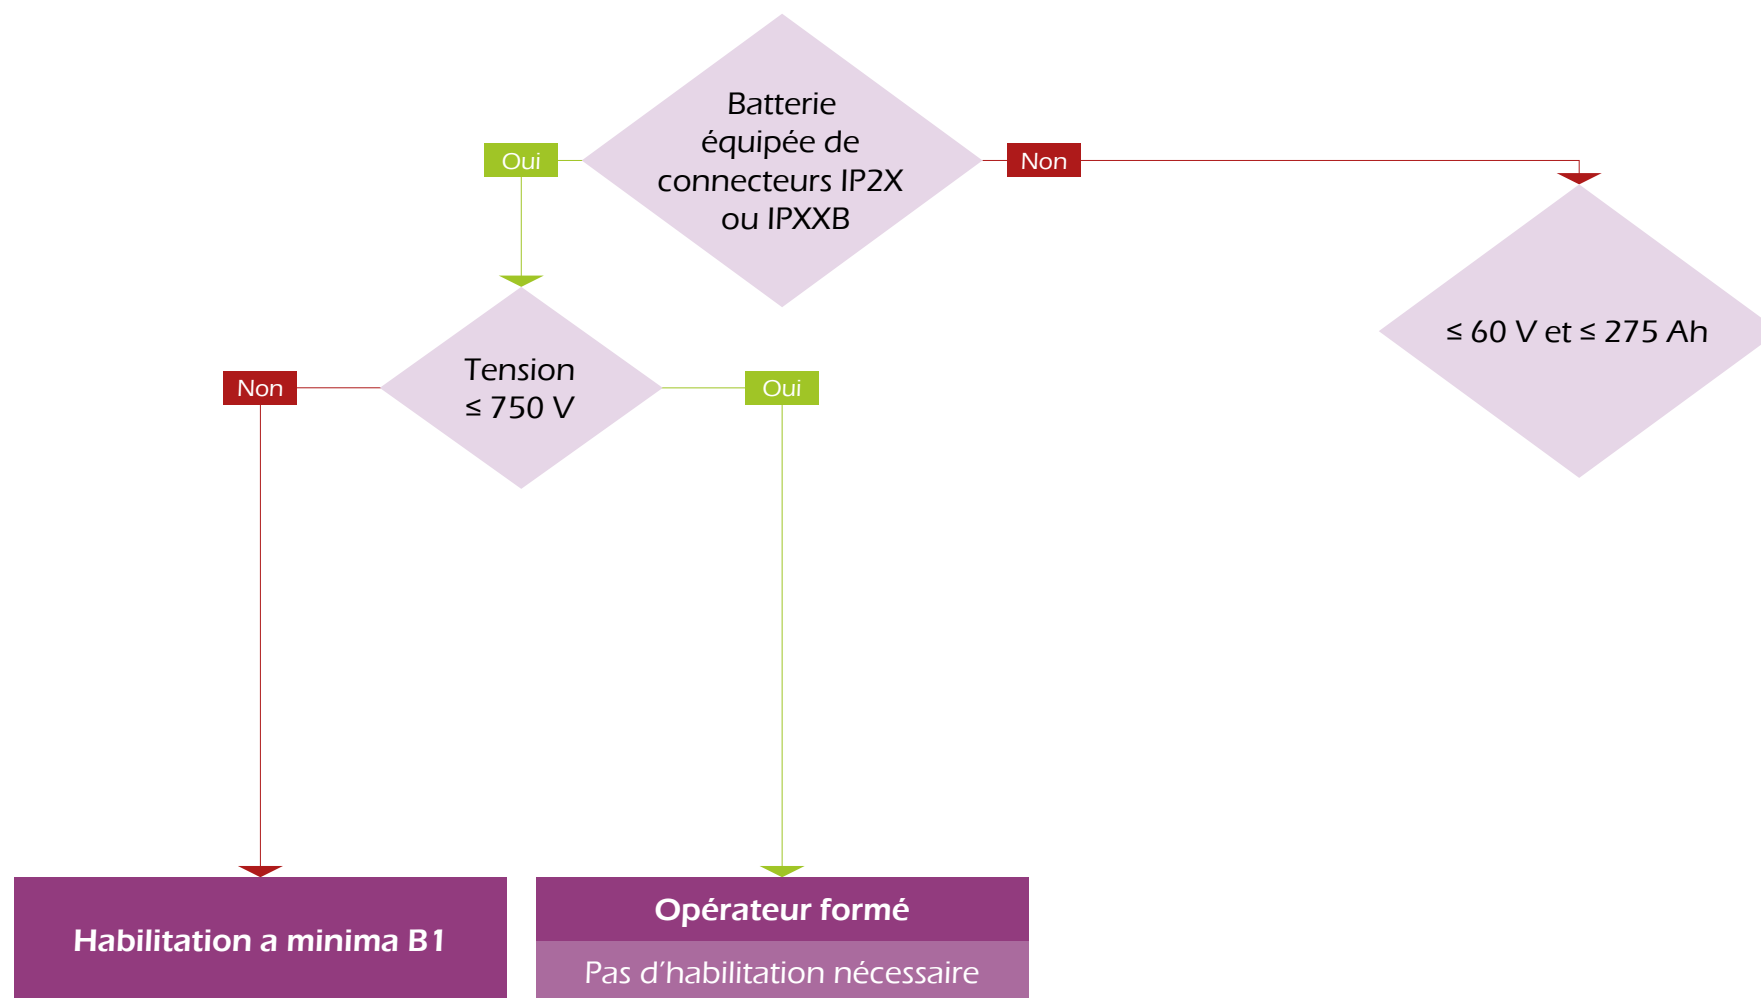 Batterie
équipée de
connecteurs IP2X
ou IPXXB
Oui
Non
≤ 60 V et ≤ 275 Ah
Tension
≤ 750 V
Non
Oui
Habilitation a minima B1
Opérateur formé
Pas d’habilitation nécessaire